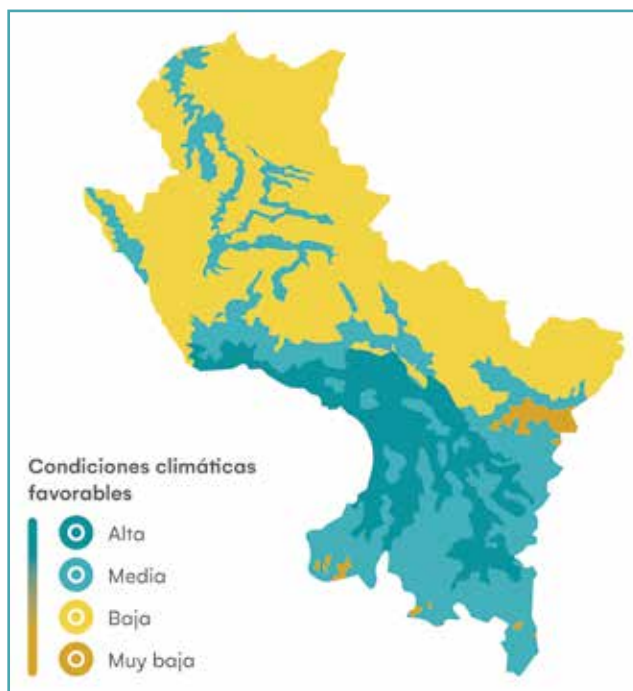 Condiciones climáticas
favorables
Alta
Media
Baja
Muy baja